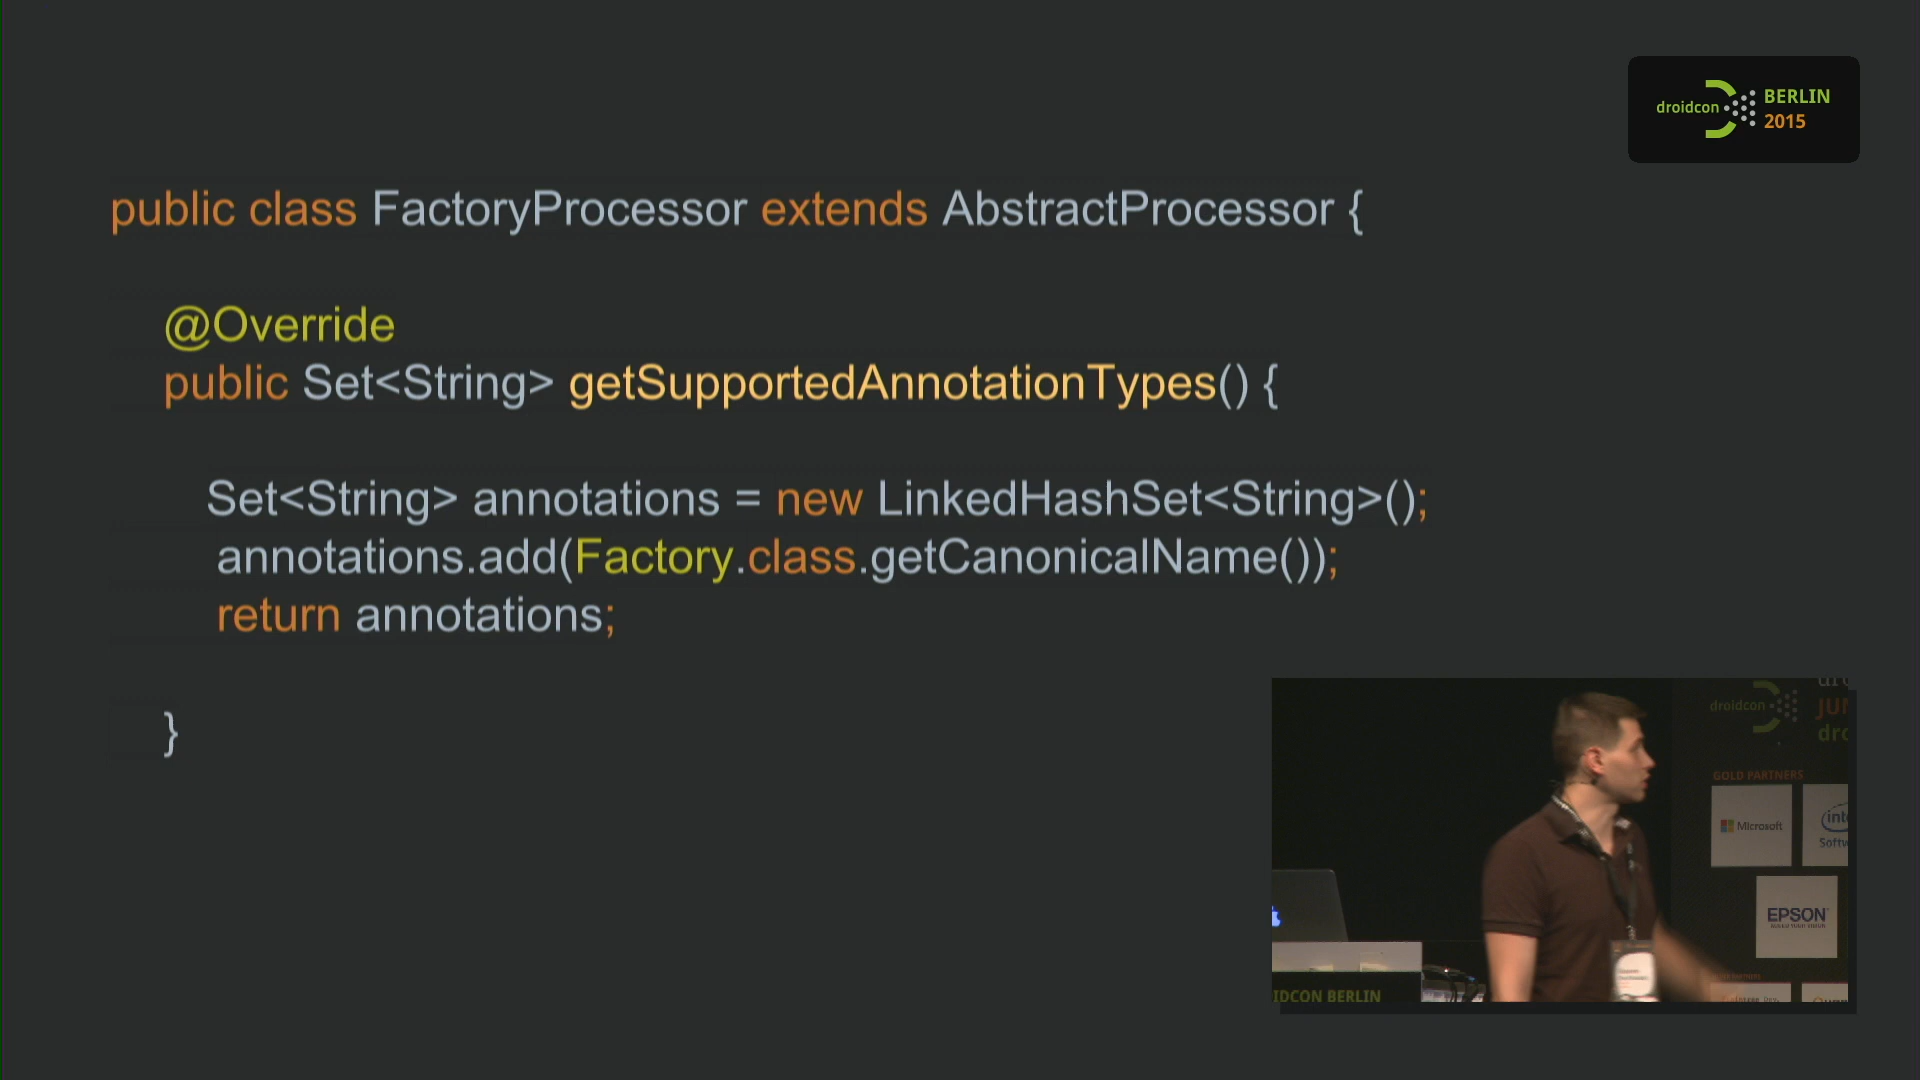 droidcon
BERLIN
2015
public class FactoryProcessor extends AbstractProcessor {
@Override
public Set<String> getSupportedAnnotationTypes() {
Set<String> annotations = new LinkedHashSet<String>();
annotations.add(Factory.class.getCanonicalName());
return annotations;
}
droidcon
JUN
GOLD PARTNERS
Microsoft
EPSON
IDCON BERLIN